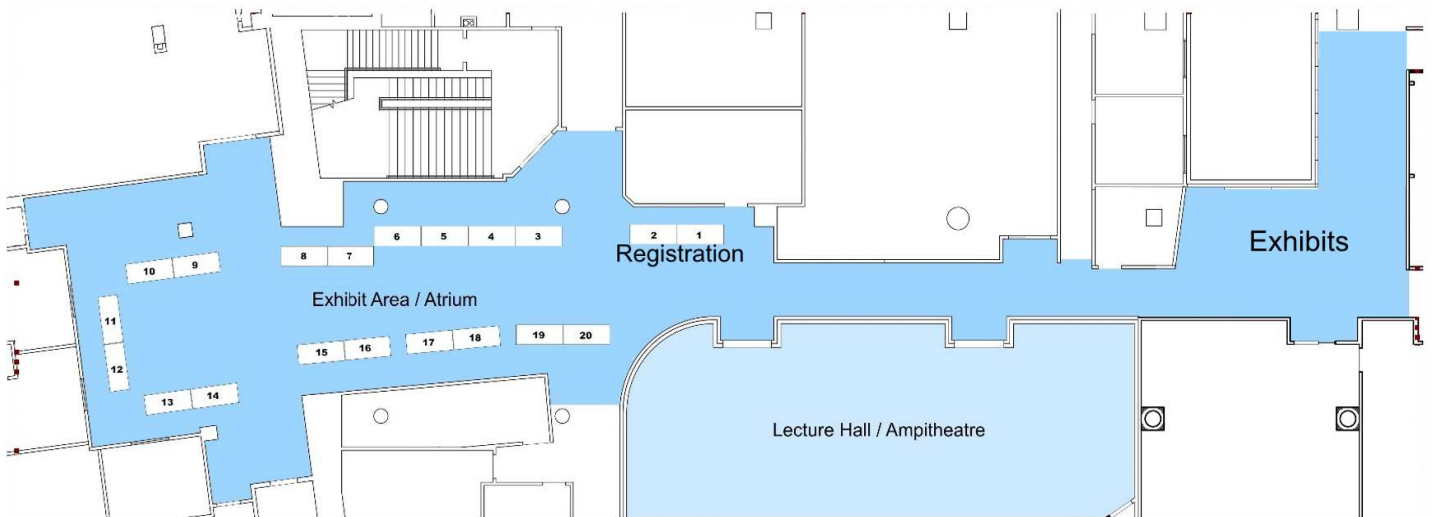 6 5 4 3
2 1
Registration
Exhibits
8 7
10 9
Exhibit Area / Atrium
11
12
15 16
17 18
19 20
13 14
Lecture Hall / Ampitheatre